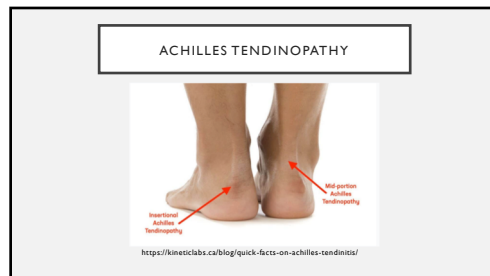 ACHILLES TENDINOPATHY
Mid-portion
Achilles
Tendinopathy
Insertional
Achilles
Tendinopathy
https://kineticlabs.ca/blog/quick-facts-on-achilles-tendinitis/